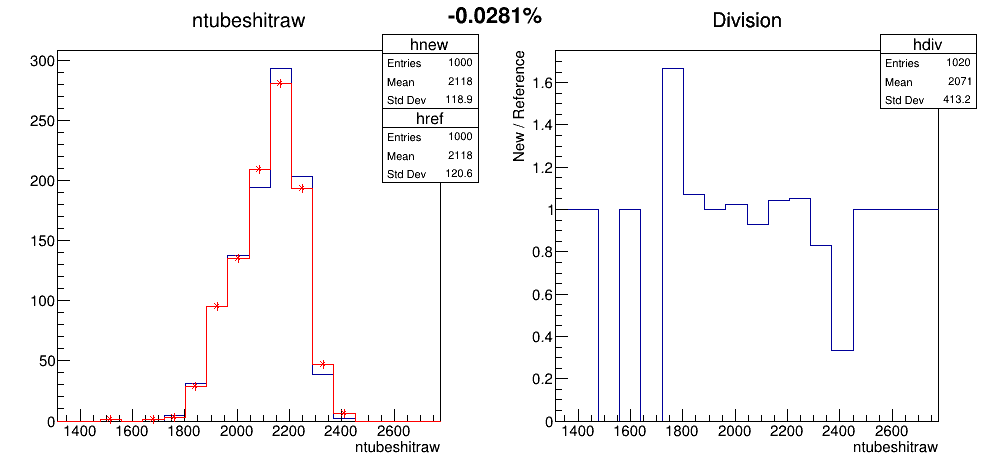 -0.0281%
ntubeshitraw
hnew
Entries 1000
Mean 2118
Std Dev 118.9
href
Entries 1000
Mean 2118
Std Dev 120.6
300
250
200
150
100
50
0
1400 1600 1800 2000 2200 2400 2600
ntubeshitraw
Division
hdiv
Entries 1020
Mean 2071
Std Dev 413.2
New / Reference
1.6
1.4
1.2
1
0.8
0.6
0.4
0.2
0
1400 1600 1800 2000 2200 2400 2600
ntubeshitraw